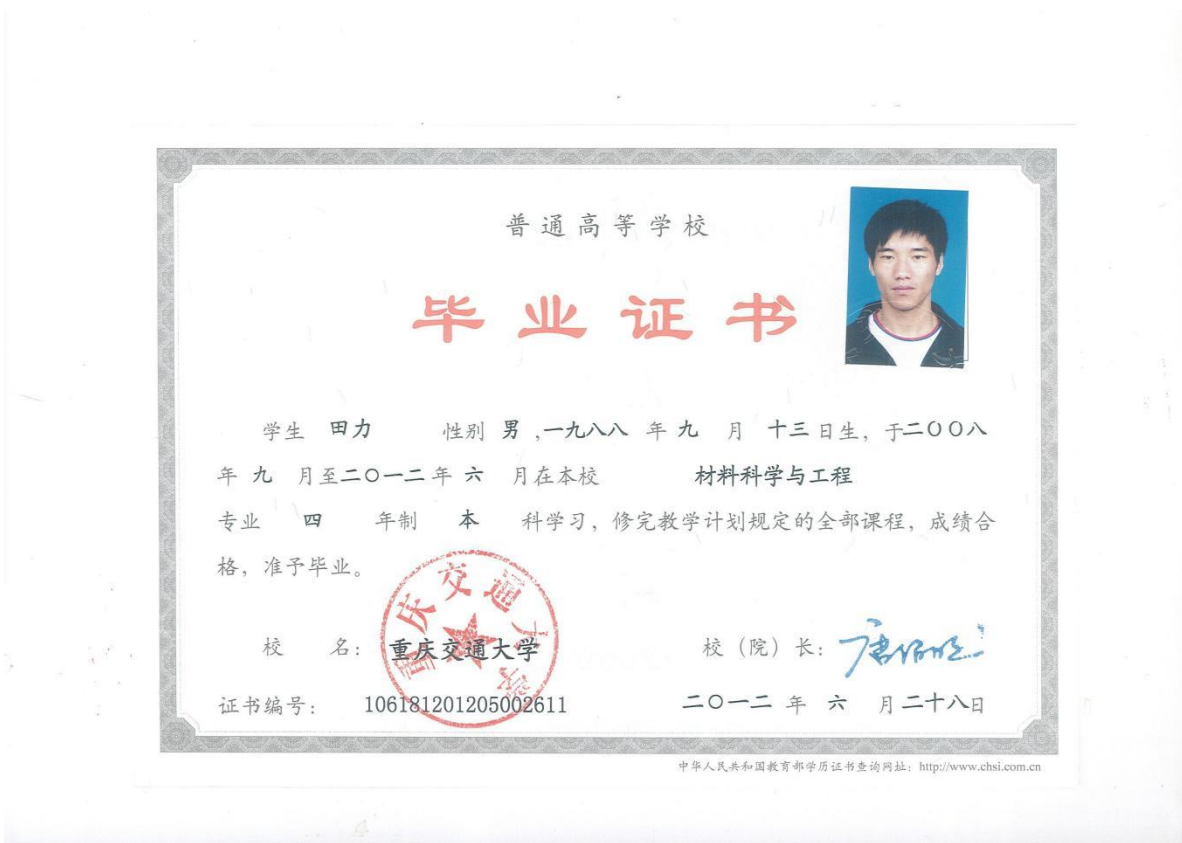 普通高等学校
毕业证书
学生 田力 性别 男 ,一九八八 年 九 月 十三 日生，于二〇〇八
年 九 月至二〇一二年 六 月在本校 材料科学与工程
专业 四 年制 本 科学习，修完教学计划规定的全部课程，成绩合
格，准予毕业。
重庆交通大学
校 名：重庆交通大学 校（院）长：
证书编号： 106181201205002611 二〇一二 年 六 月 二十八日
中华人民共和国教育部学历证书查询网址：http://www.chsi.com.cn